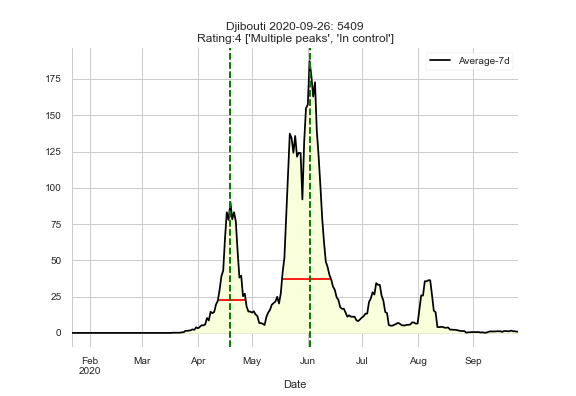 Djibouti 2020-09-26: 5409
Rating:4 ['Multiple peaks', 'In control']
Average-7d
175
150
125
100
75
50
25
0
Feb Mar Apr May Jun Jul Aug Sep
2020
Date